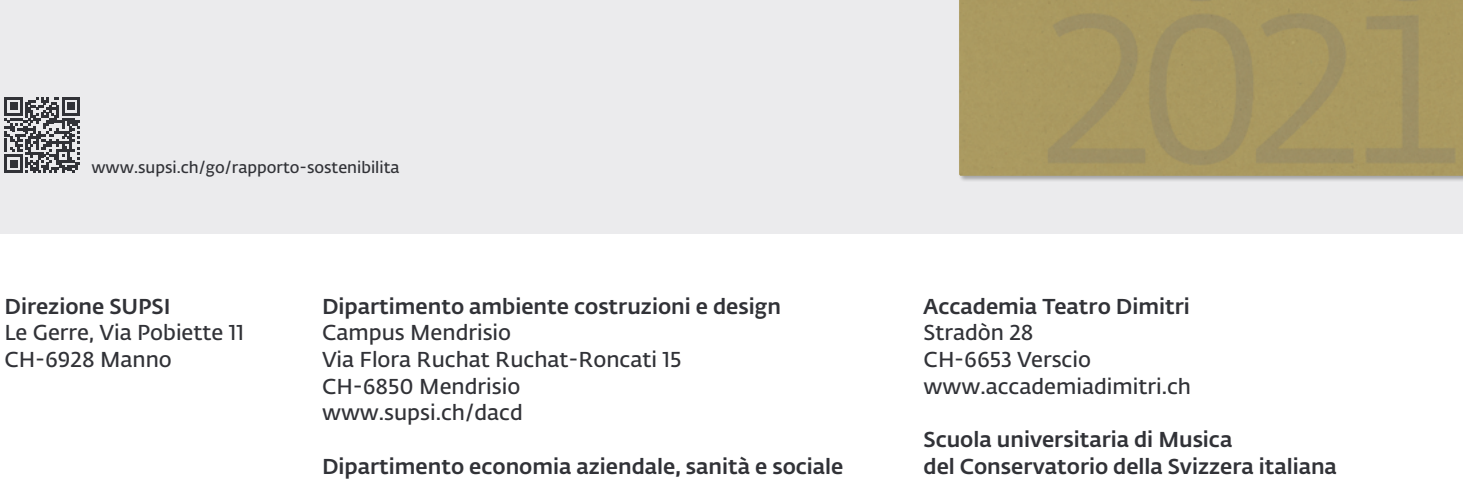 2021
www.supsi.ch/go/rapporto-sostenibilita
Direzione SUPSI
Le Gerre, Via Pobiette 11
CH-6928 Manno
Dipartimento ambiente costruzioni e design
Campus Mendrisio
Via Flora Ruchat Ruchat-Roncati 15
CH-6850 Mendrisio
www.supsi.ch/dacd
Dipartimento economia aziendale, sanità e sociale
Accademia Teatro Dimitri
Stradòn 28
CH-6653 Verscio
www.accademiadimitri.ch
Scuola universitaria di Musica
del Conservatorio della Svizzera italiana